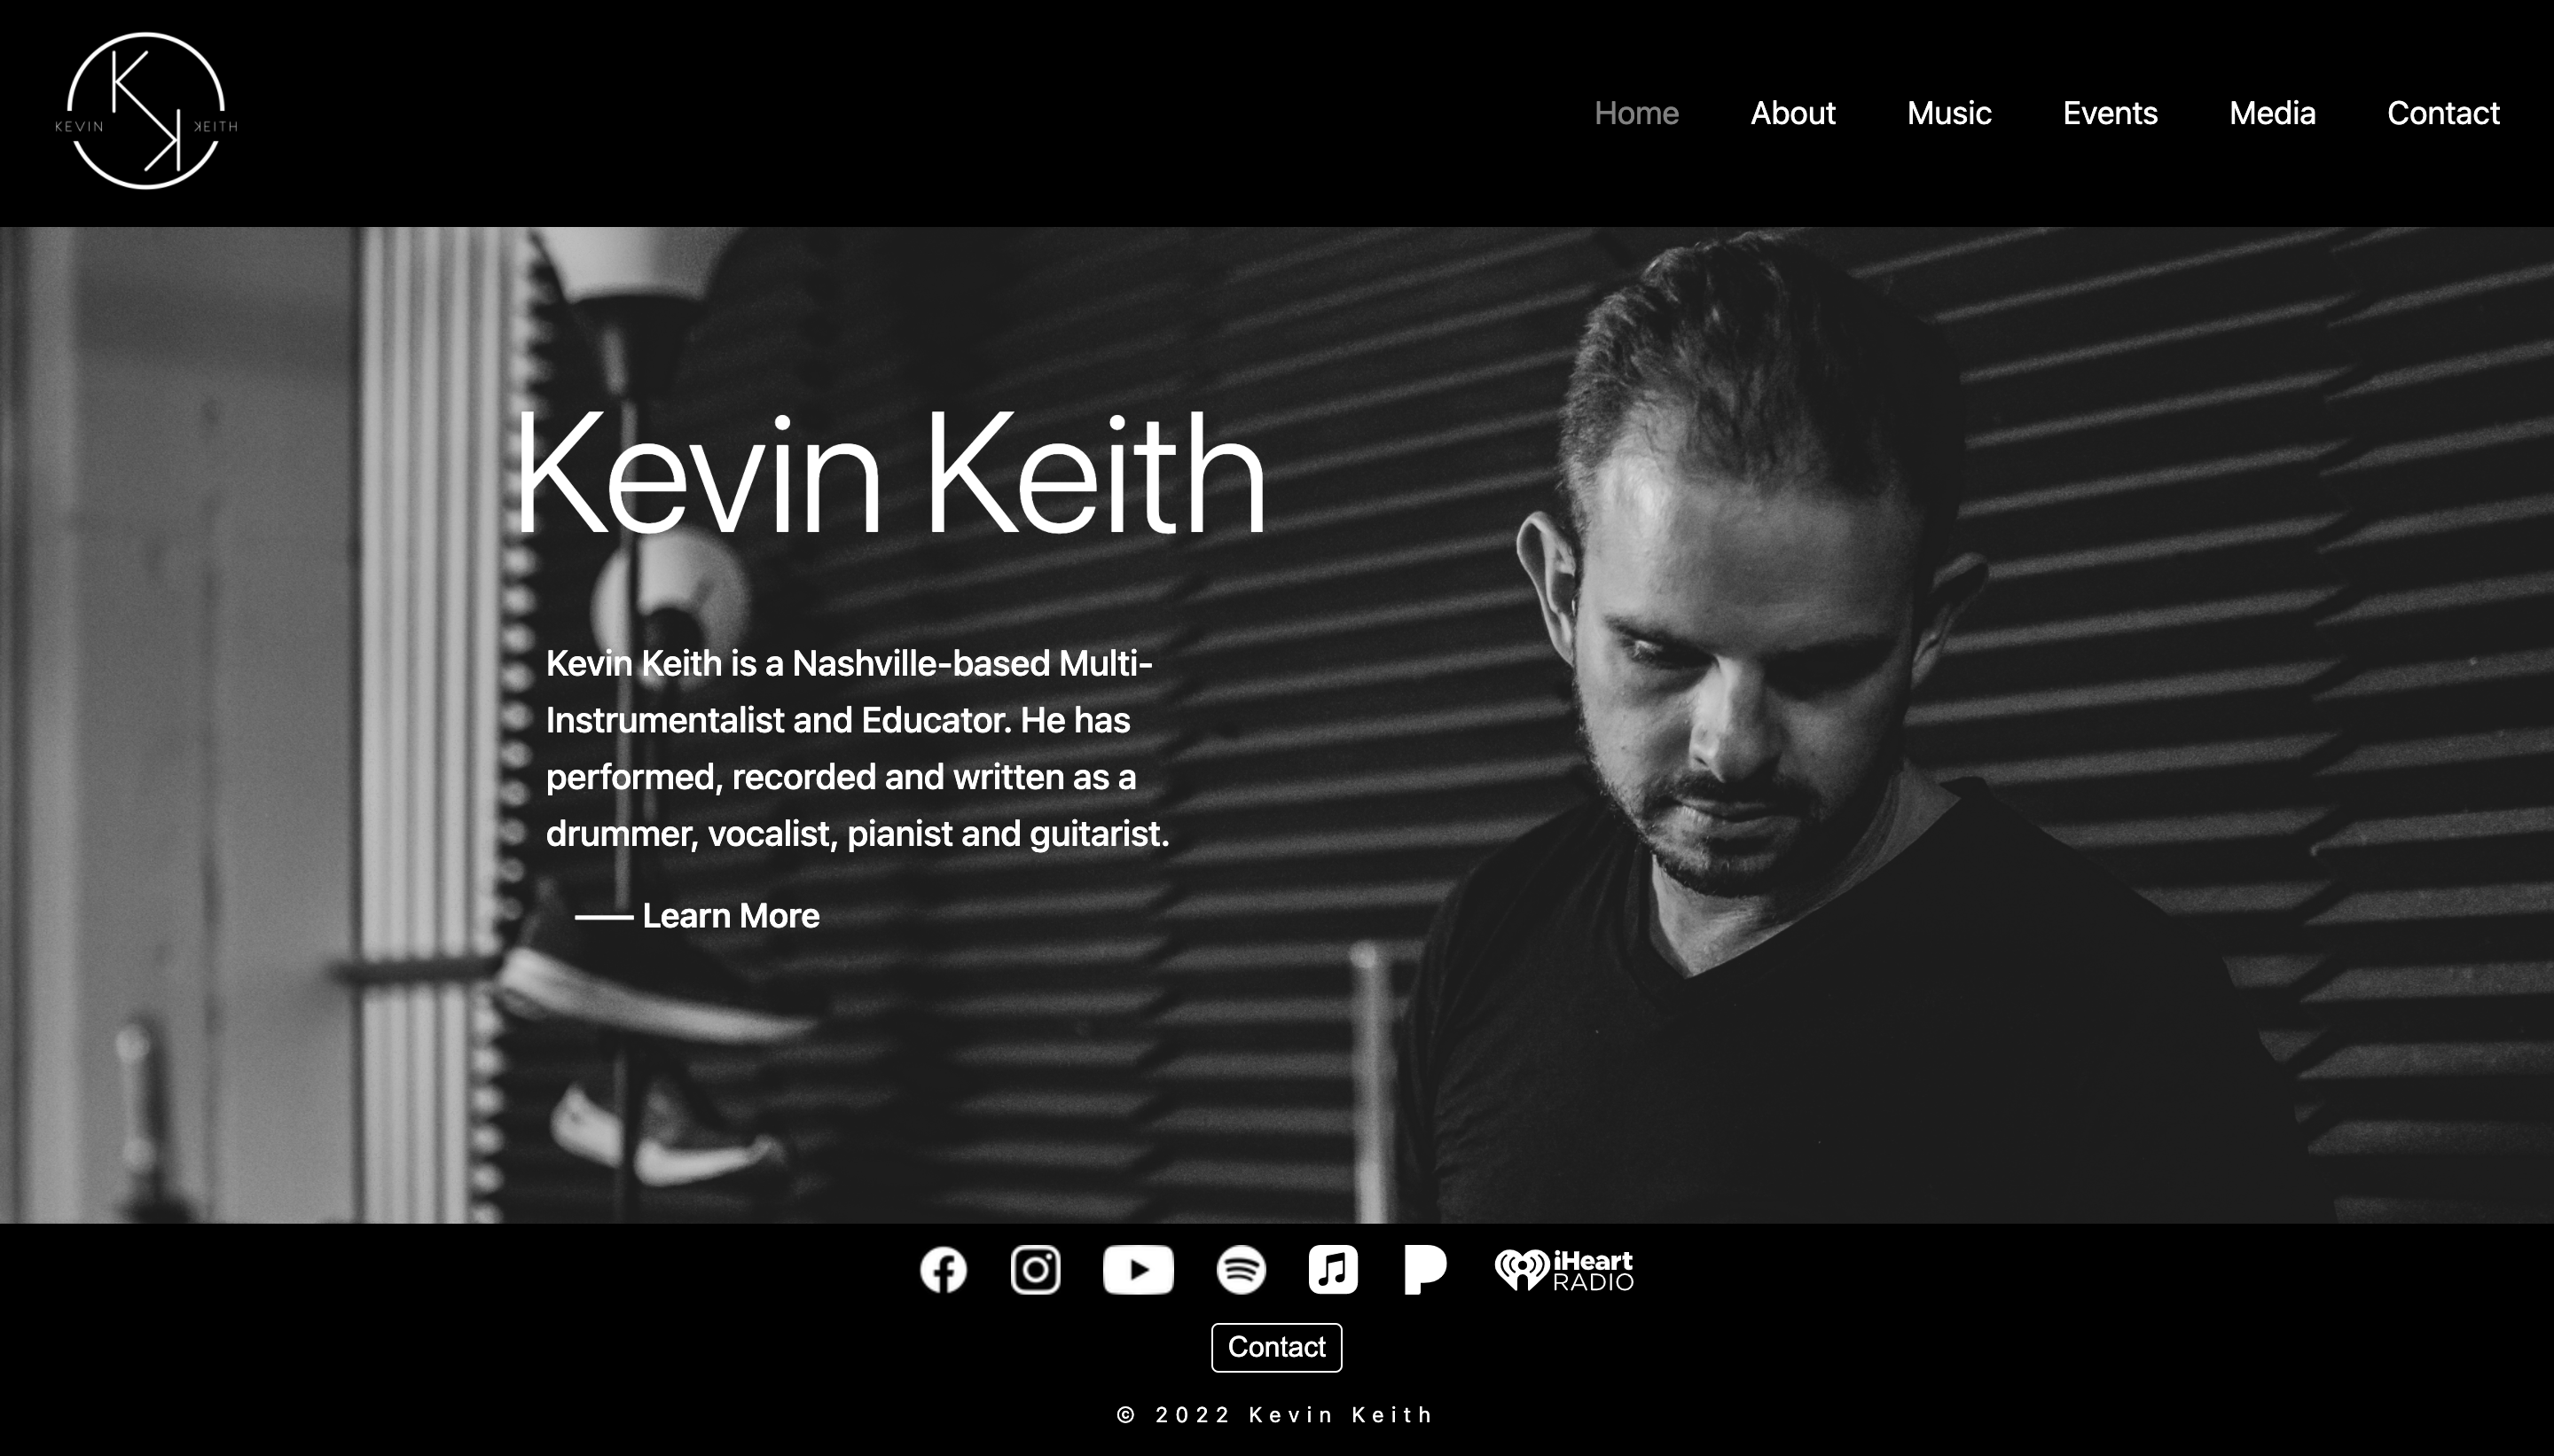 K
KEVIN KEITH
K
Home About Music Events Media Contact
Kevin Keith
Kevin Keith is a Nashville-based Multi-
Instrumentalist and Educator. He has
performed, recorded and written as a
drummer, vocalist, pianist and guitarist.
Learn More
iHeart
RADIO
Contact
© 2022 Kevin Keith